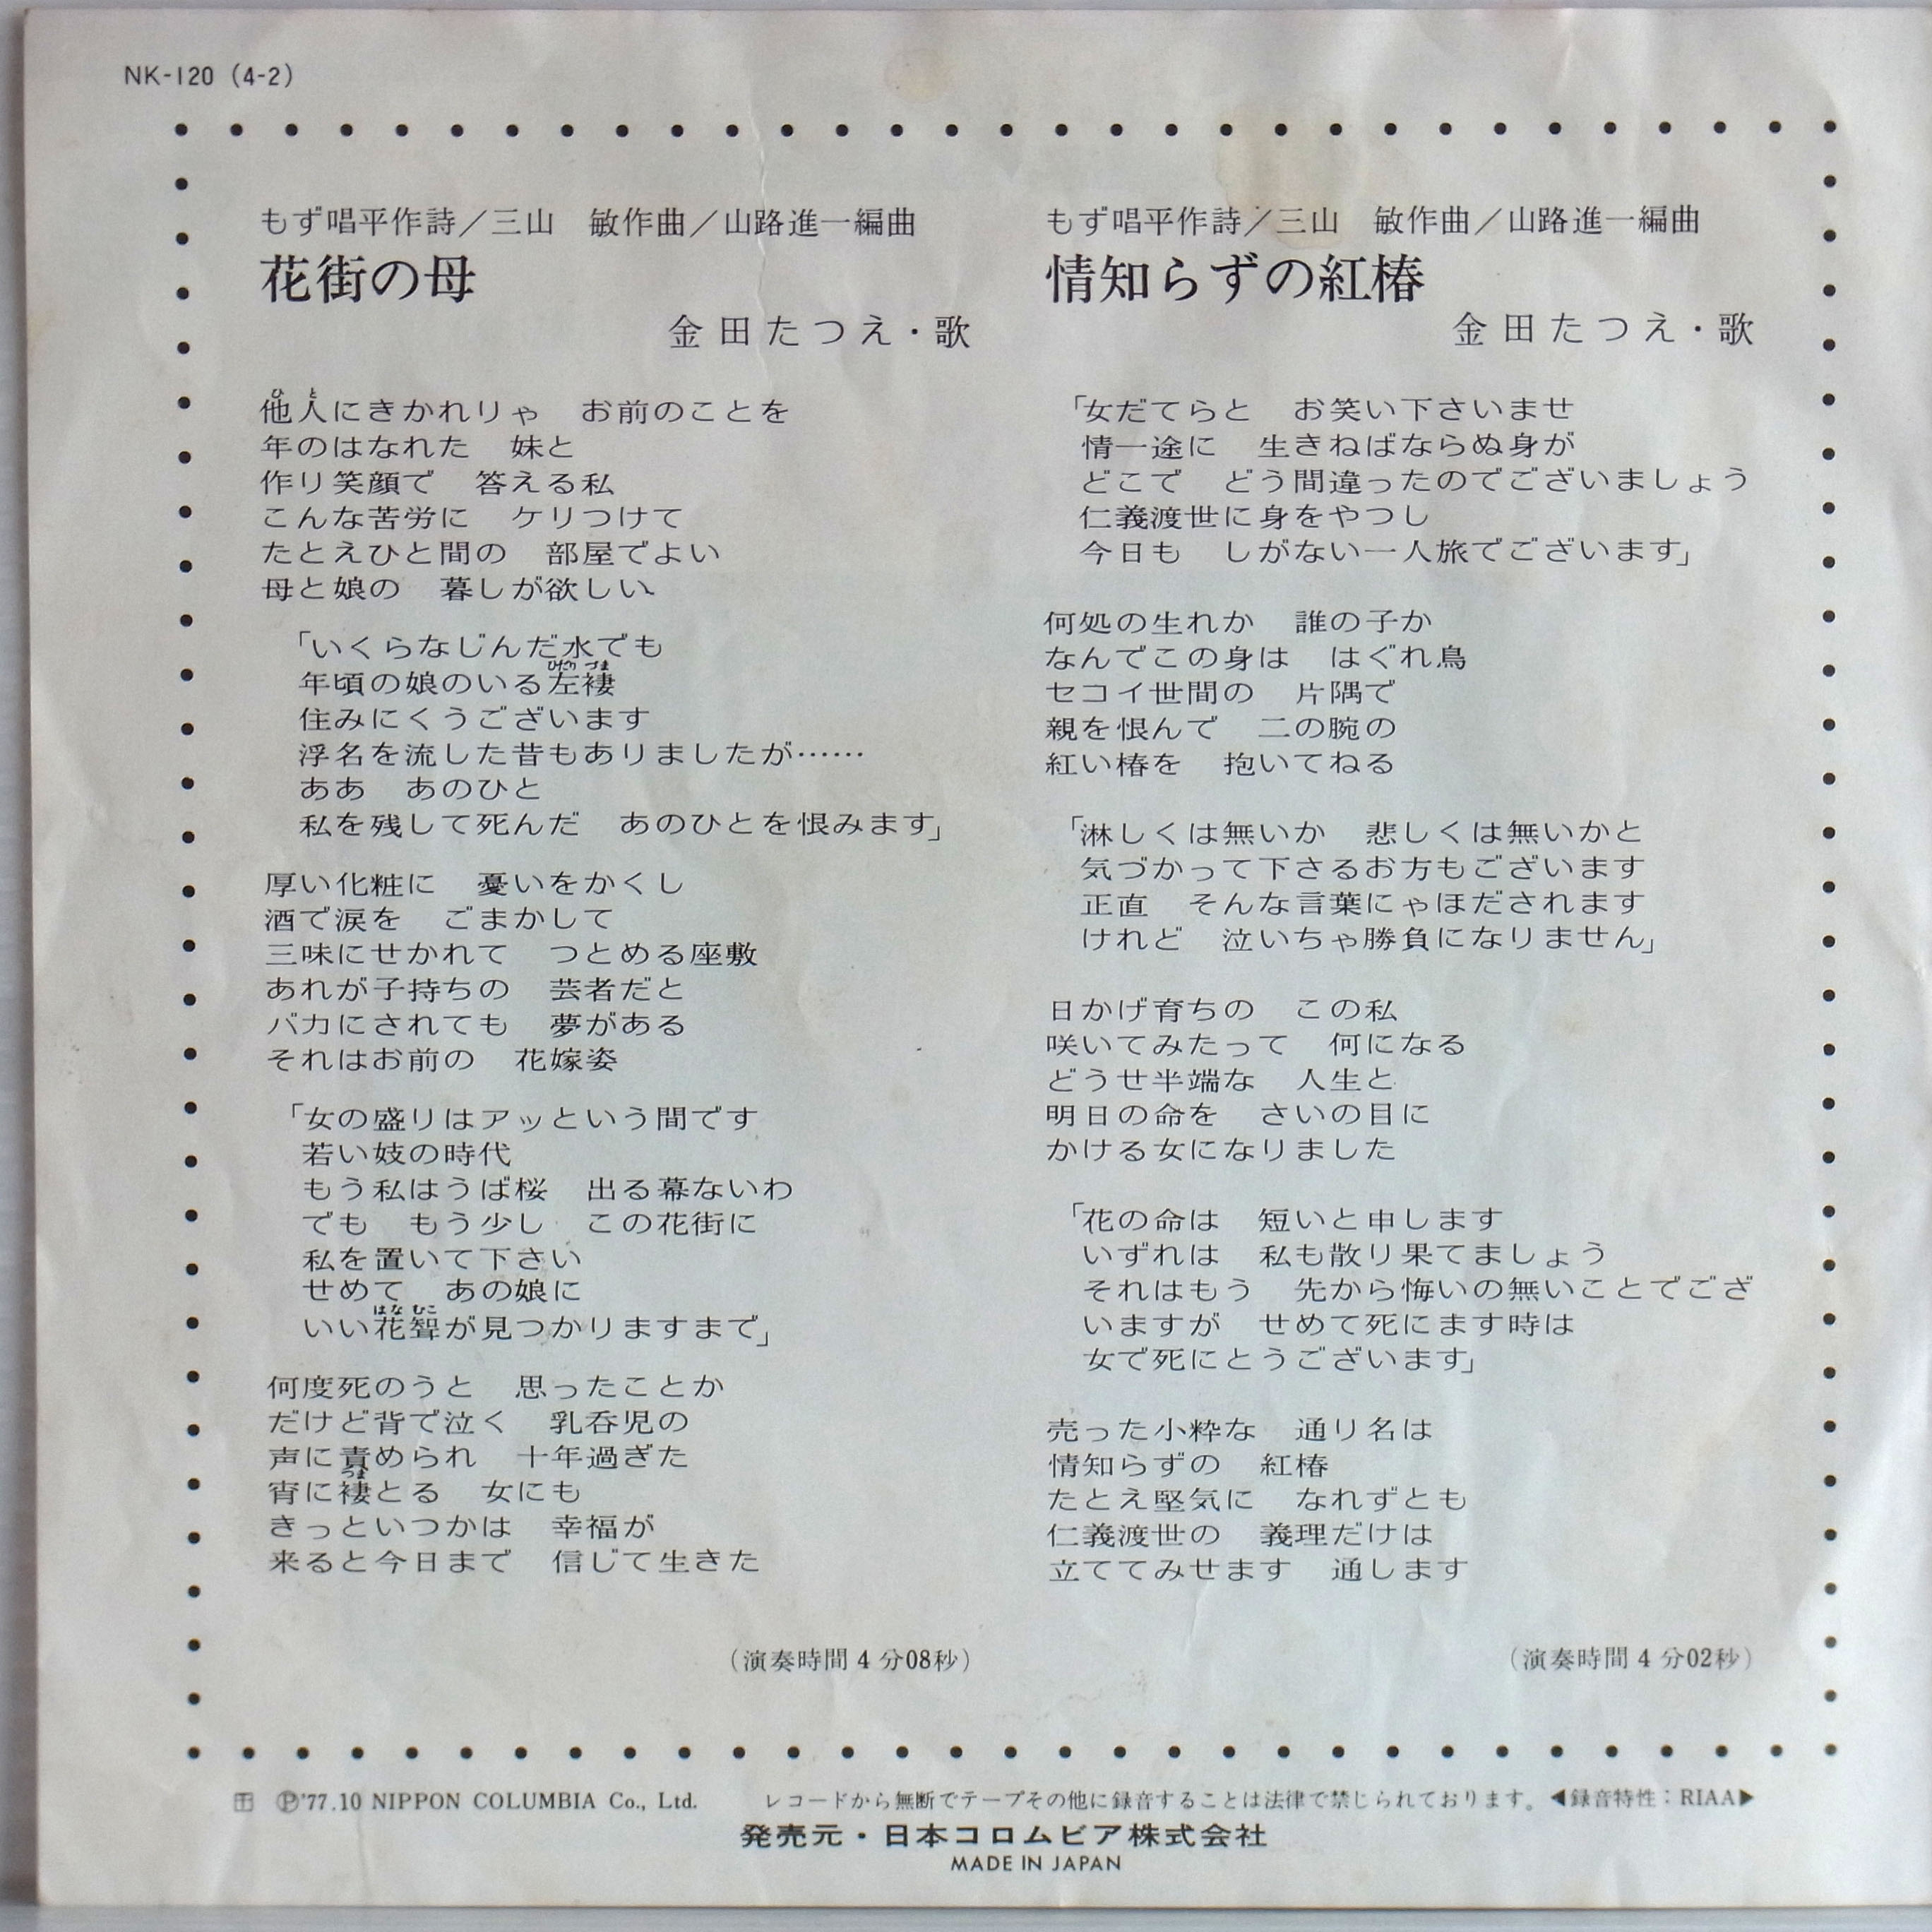 NK-120（4-2）
もず唱平作詩／三山　敏作曲／山路進一編曲
花街の母
金田たつえ・歌
他人にきかれりゃ　お前のことを
ひと
年のはなれた　妹と
作り笑顔で　答える私
こんな苦労に　ケリつけて
たとえひと間の　部屋でよい
母と娘の　暮しが欲しい
「いくらなじんだ水でも
年頃の娘のいる左褄
ひだりづま
住みにくうございます
浮名を流した昔もありましたが……
ああ　あのひと
私を残して死んだ　あのひとを恨みます」
厚い化粧に　憂いをかくし
酒で涙を　ごまかして
三味にせかれて　つとめる座敷
あれが子持ちの　芸者だと
バカにされても　夢がある
それはお前の　花嫁姿
「女の盛りはアッという間です
若い妓の時代
もう私はうば桜　出る幕ないわ
でも　もう少し　この花街に
私を置いて下さい
せめて　あの娘に
いい花聟が見つかりますまで」
はなむこ
何度死のうと　思ったことか
だけど背で泣く　乳呑児の
声に責められ　十年過ぎた
宵に褄とる　女にも
つま
きっといつかは　幸福が
来ると今日まで　信じて生きた
（演奏時間4分08秒）
もず唱平作詩／三山　敏作曲／山路進一編曲
情知らずの紅椿
金田たつえ・歌
「女だてらと　お笑い下さいませ
情一途に　生きねばならぬ身が
どこで　どう間違ったのでございましょう
仁義渡世に身をやつし
今日も　しがない一人旅でございます」
何処の生れか　誰の子か
なんでこの身は　はぐれ鳥
セコイ世間の　片隅で
親を恨んで　二の腕の
紅い椿を　抱いてねる
「淋しくは無いか　悲しくは無いかと
気づかって下さるお方もございます
正直　そんな言葉にゃほだされます
けれど　泣いちゃ勝負になりません」
日かげ育ちの　この私
咲いてみたって　何になる
どうせ半端な　人生と
明日の命を　さいの目に
かける女になりました
「花の命は　短いと申します
いずれは　私も散り果てましょう
それはもう　先から悔いの無いことでござ
いますが　せめて死にます時は
女で死にとうございます」
売った小粋な　通り名は
情知らずの　紅椿
たとえ堅気に　なれずとも
仁義渡世の　義理だけは
立ててみせます　通します
（演奏時間4分02秒）
Ⓟ'77.10 NIPPON COLUMBIA Co., Ltd.　レコードから無断でテープその他に録音することは法律で禁じられております。◀録音特性：RIAA▶
発売元・日本コロムビア株式会社
MADE IN JAPAN